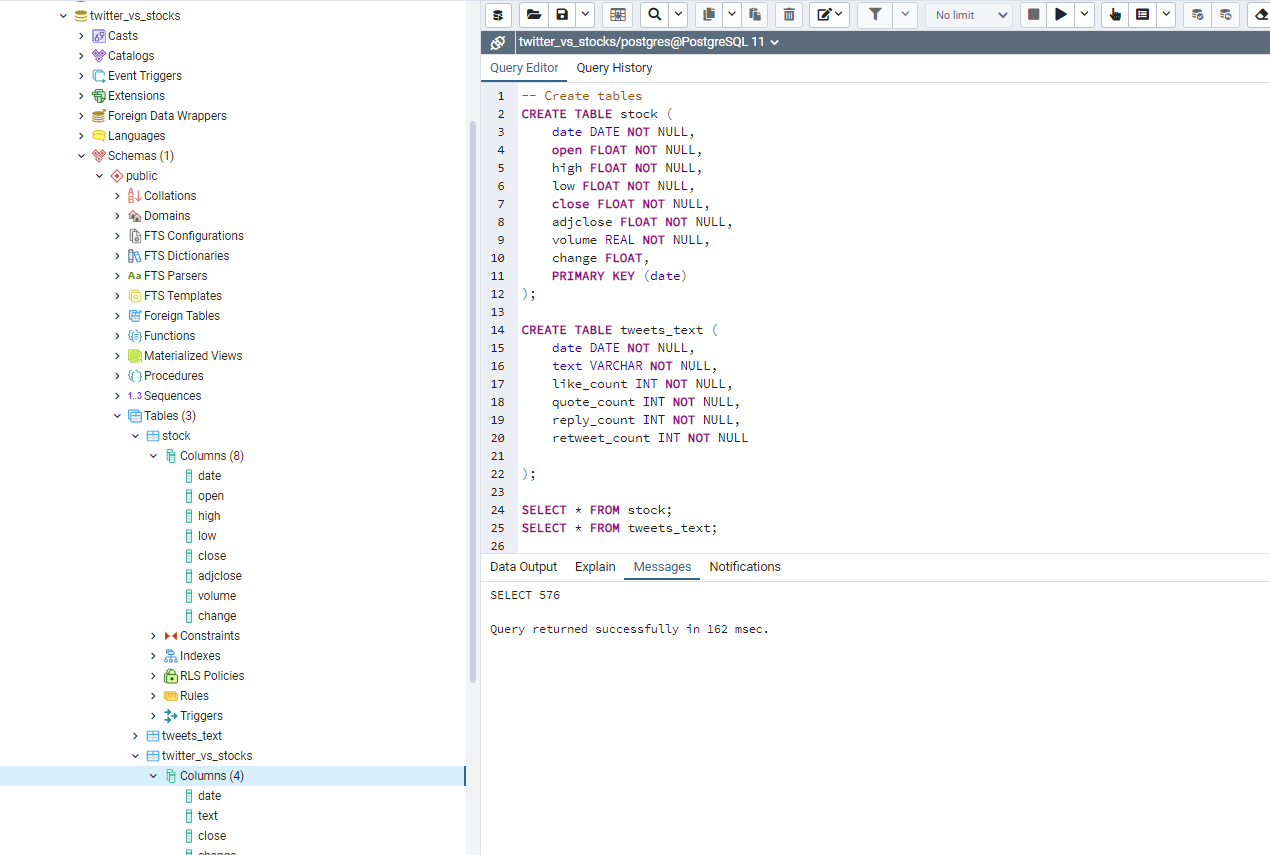 twitter_vs_stocks
Casts
Catalogs
Event Triggers
Extensions
Foreign Data Wrappers
Languages
Schemas (1)
public
Collations
Domains
FTS Configurations
FTS Dictionaries
Aa FTS Parsers
FTS Templates
Foreign Tables
Functions
Materialized Views
Procedures
1..3 Sequences
Tables (3)
stock
Columns (8)
date
open
high
low
close
adjclose
volume
change
Constraints
Indexes
RLS Policies
Rules
Triggers
tweets_text
twitter_vs_stocks
Columns (4)
date
text
close
change
No limit
twitter_vs_stocks/postgres@PostgreSQL 11
Query Editor Query History
1 -- Create tables
2 CREATE TABLE stock (
3 date DATE NOT NULL,
4 open FLOAT NOT NULL,
5 high FLOAT NOT NULL,
6 low FLOAT NOT NULL,
7 close FLOAT NOT NULL,
8 adjclose FLOAT NOT NULL,
9 volume REAL NOT NULL,
10 change FLOAT,
11 PRIMARY KEY (date)
12 );
13
14 CREATE TABLE tweets_text (
15 date DATE NOT NULL,
16 text VARCHAR NOT NULL,
17 like_count INT NOT NULL,
18 quote_count INT NOT NULL,
19 reply_count INT NOT NULL,
20 retweet_count INT NOT NULL
21
22 );
23
24 SELECT * FROM stock;
25 SELECT * FROM tweets_text;
26
Data Output Explain Messages Notifications
SELECT 576
Query returned successfully in 162 msec.